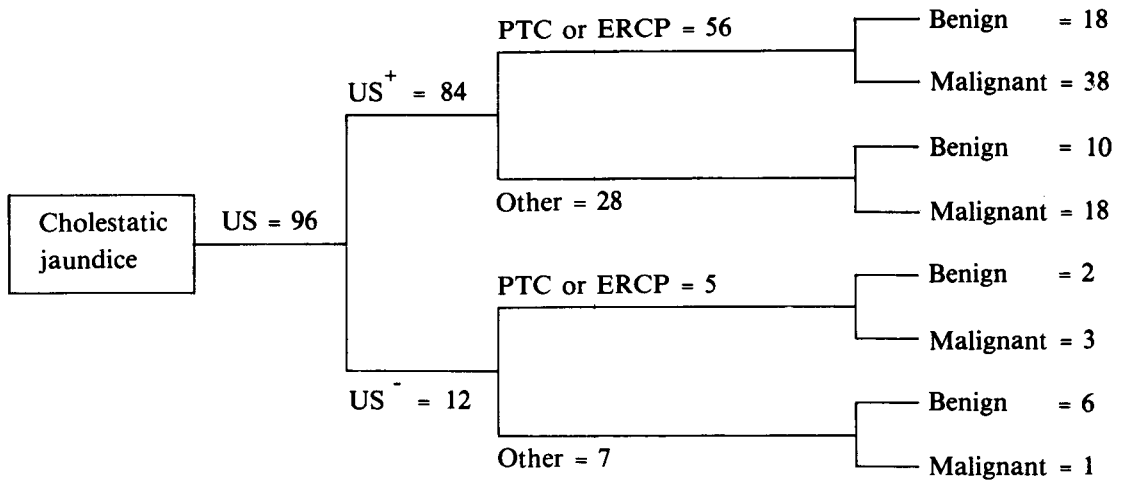 PTC or ERCP = 56
Benign = 18
Malignant = 38
US⁺ = 84
Other = 28
Benign = 10
Malignant = 18
Cholestatic
jaundice
US = 96
PTC or ERCP = 5
Benign = 2
Malignant = 3
US⁻ = 12
Other = 7
Benign = 6
Malignant = 1